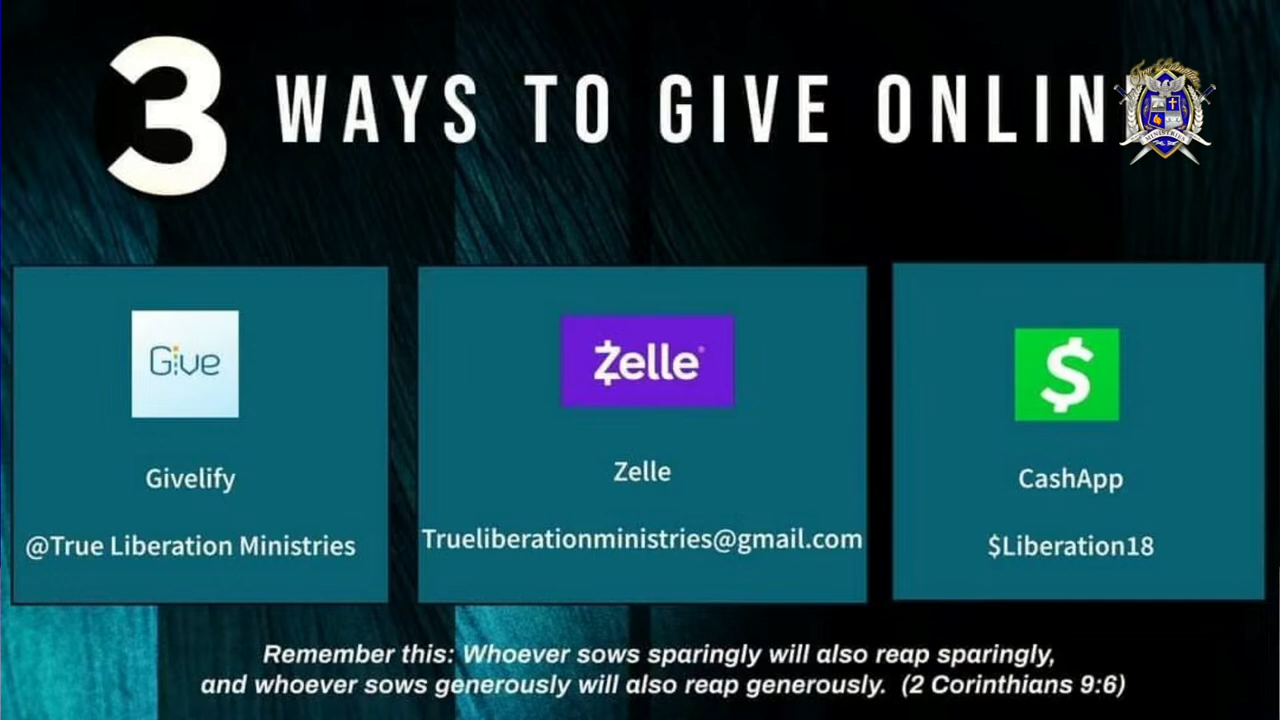 3 WAYS TO GIVE ONLIN
MINISTRIES
Give
Zelle®
$
Givelify
Zelle
CashApp
@True Liberation Ministries
Trueliberationministries@gmail.com
$Liberation18
Remember this: Whoever sows sparingly will also reap sparingly,
and whoever sows generously will also reap generously. (2 Corinthians 9:6)